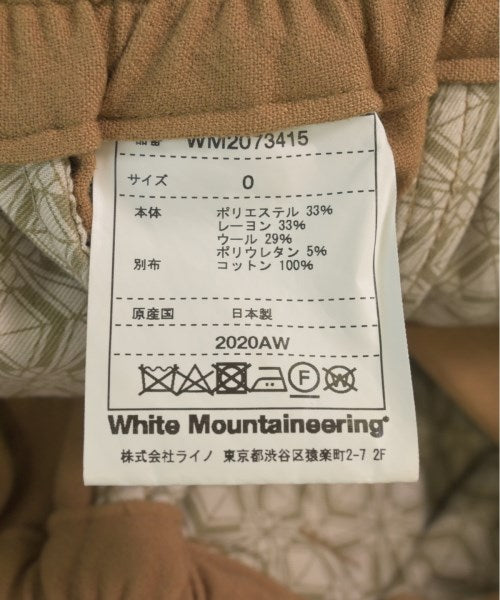 品番 WM2073415
サイズ 0
本体 ポリエステル 33%
レーヨン 33%
ウール 29%
ポリウレタン 5%
別布 コットン 100%
原産国 日本製
2020AW
F W
White Mountaineering®
株式会社ライノ 東京都渋谷区猿楽町2-7 2F